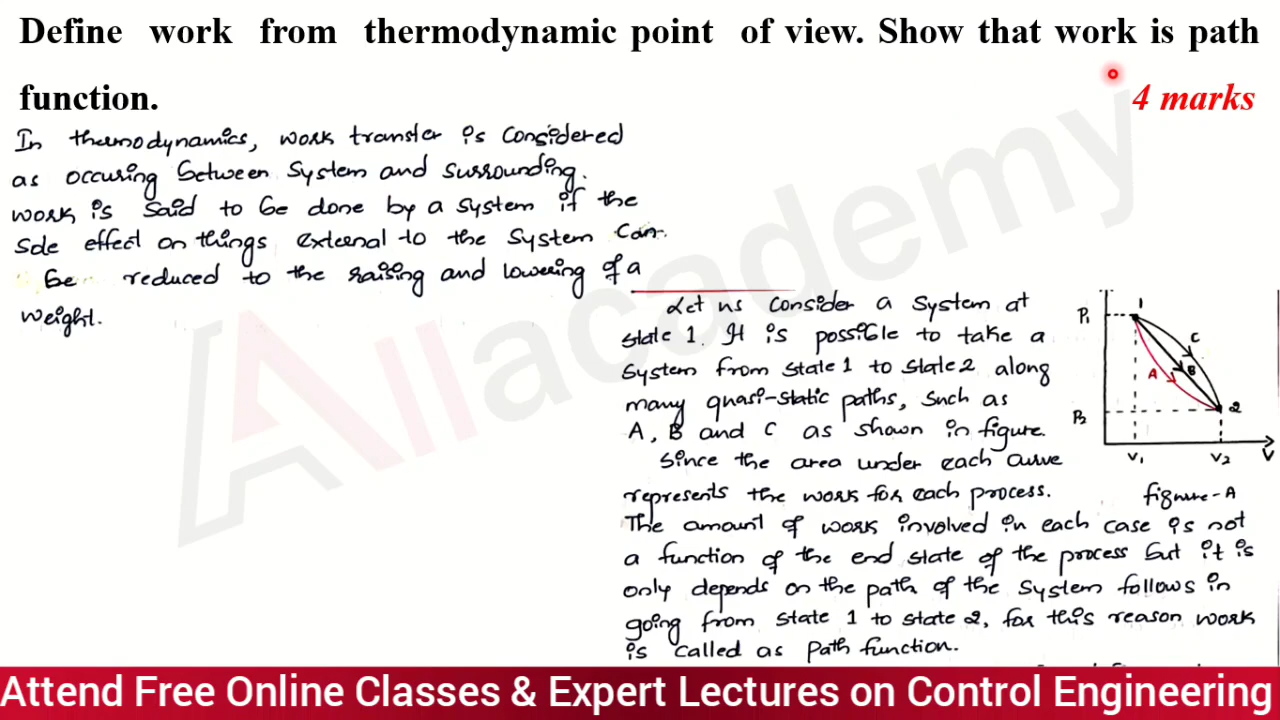 Define work from thermodynamic point of view. Show that work is path
function.
4 marks
In thermodynamics, work transfer is considered
as occuring between system and surrounding.
work is said to be done by a system if the
sole effect on things external to the system can
be reduced to the raising and lowering of a
weight.
Let us consider a system at
state 1. It is possible to take a
system from state 1 to state 2 along
many quasi-static paths, such as
A, B and C as shown in figure.
Since the area under each curve
represents the work for each process.
The amount of work involved in each case is not
a function of the end state of the process but it is
only depends on the path of the system follows in
going from state 1 to state 2, for this reason work
is called as path function.
P1
1
C
B
A
P2
2
V1 V2 V
figure-A
Allacademy
Attend Free Online Classes & Expert Lectures on Control Engineering